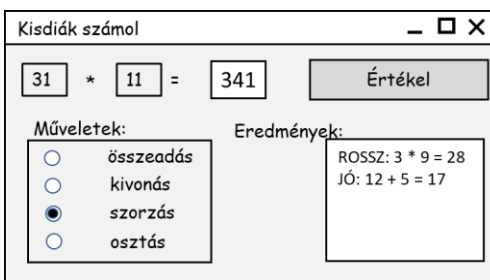 Kisdiák számol
31 * 11 = 341 Értékel
Műveletek:
összeadás
kivonás
szorzás
osztás
Eredmények:
ROSSZ: 3 * 9 = 28
JÓ: 12 + 5 = 17